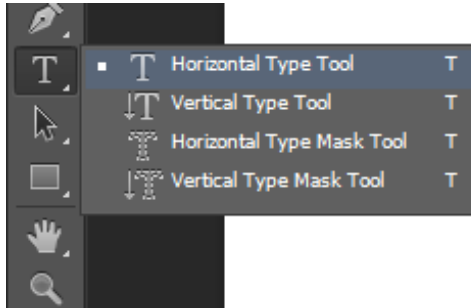 Horizontal Type Tool T
Vertical Type Tool T
Horizontal Type Mask Tool T
Vertical Type Mask Tool T